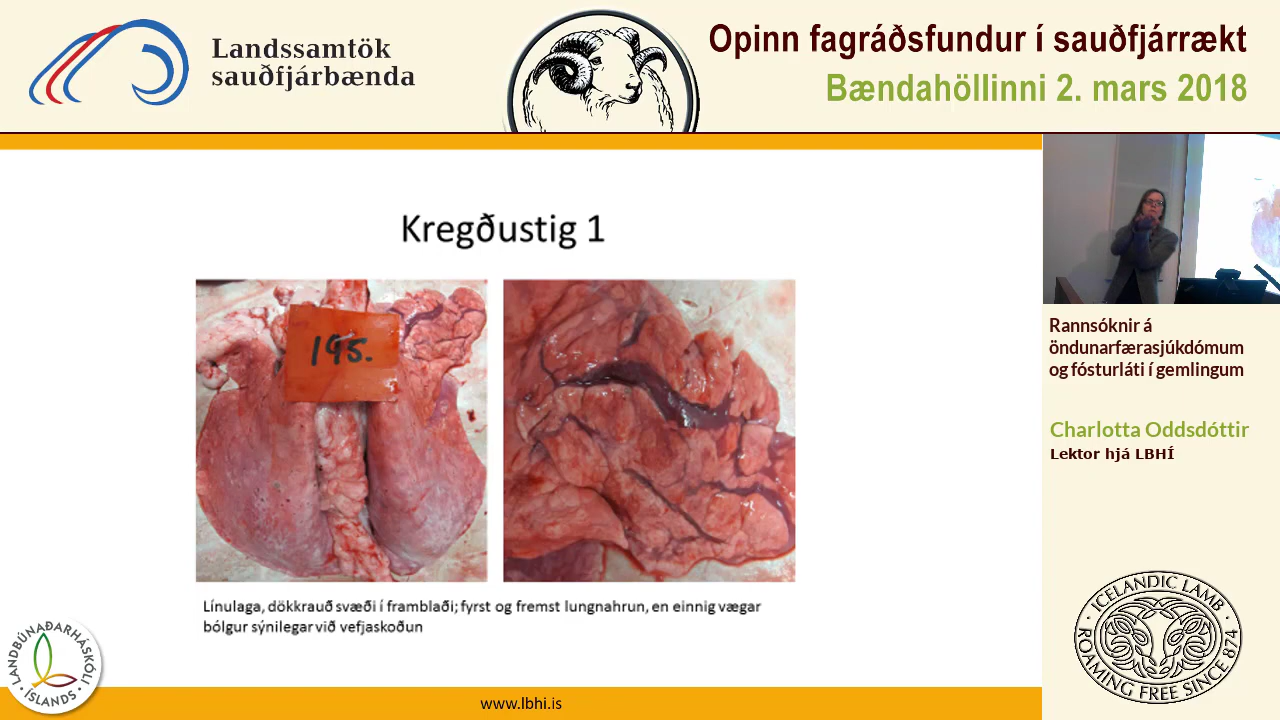 Landssamtök
sauðfjárbænda
Opinn fagráðsfundur í sauðfjárrækt
Bændahöllinni 2. mars 2018
Kregðustig 1
195.
Línulaga, dökkrauð svæði í framblaði; fyrst og fremst lungnahrun, en einnig vægar
bólgur sýnilegar við vefjaskoðun
LANDBÚNAÐARHÁSKÓLI
· ÍSLANDS ·
www.lbhi.is
Rannsóknir á
öndunarfærasjúkdómum
og fósturláti í gemlingum
Charlotta Oddsdóttir
Lektor hjá LBHÍ
· ICELANDIC LAMB ·
ROAMING FREE SINCE 874